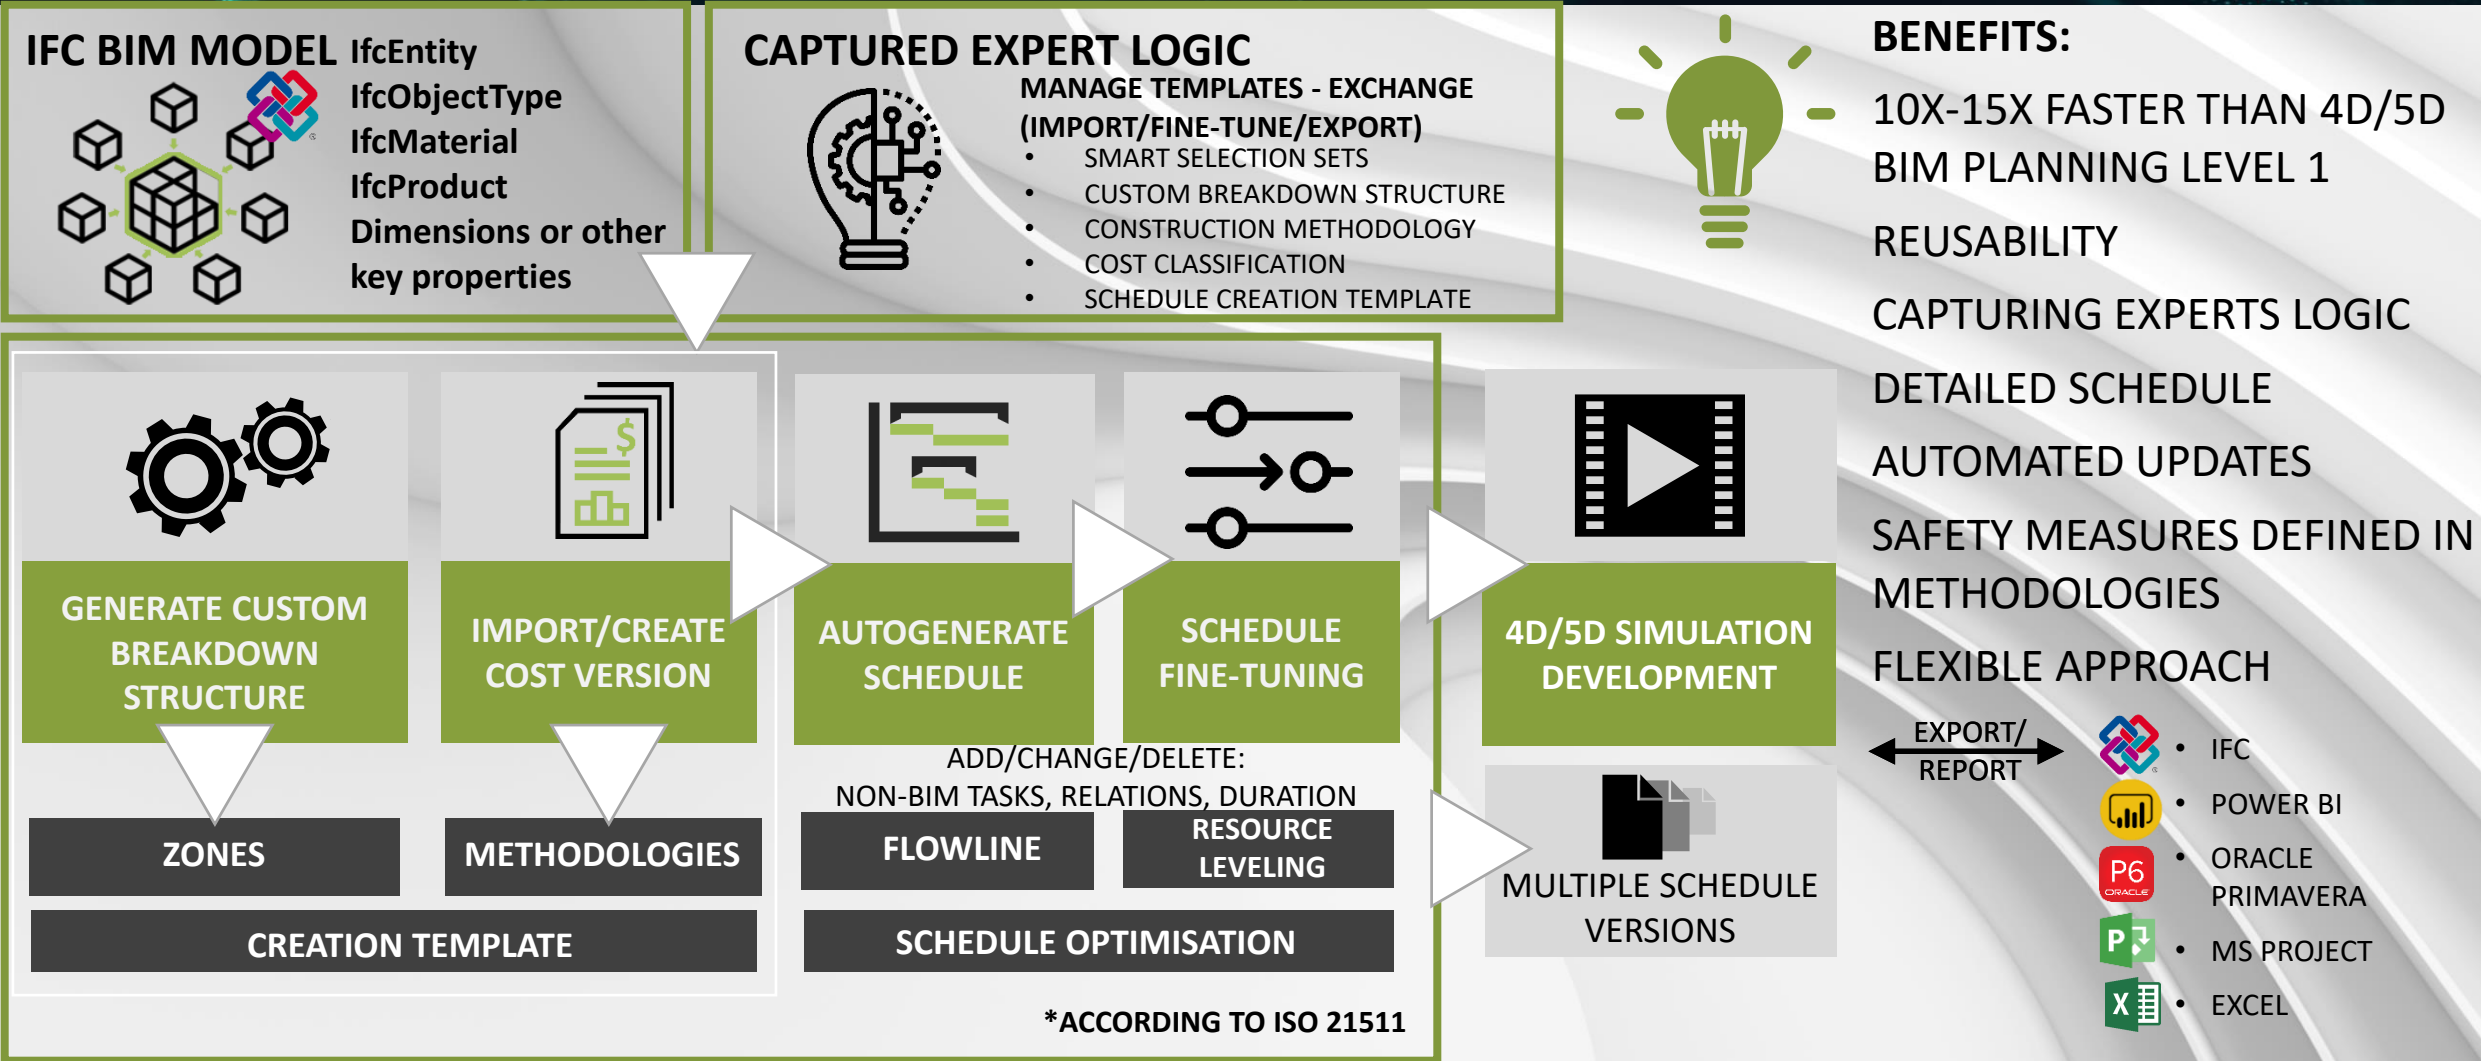 IFC BIM MODEL
IfcEntity
IfcObjectType
IfcMaterial
IfcProduct
Dimensions or other
key properties
CAPTURED EXPERT LOGIC
MANAGE TEMPLATES - EXCHANGE
(IMPORT/FINE-TUNE/EXPORT)
• SMART SELECTION SETS
• CUSTOM BREAKDOWN STRUCTURE
• CONSTRUCTION METHODOLOGY
• COST CLASSIFICATION
• SCHEDULE CREATION TEMPLATE
GENERATE CUSTOM
BREAKDOWN
STRUCTURE
$
IMPORT/CREATE
COST VERSION
AUTOGENERATE
SCHEDULE
SCHEDULE
FINE-TUNING
4D/5D SIMULATION
DEVELOPMENT
ADD/CHANGE/DELETE:
NON-BIM TASKS, RELATIONS, DURATION
ZONES
METHODOLOGIES
FLOWLINE
RESOURCE
LEVELING
CREATION TEMPLATE
SCHEDULE OPTIMISATION
MULTIPLE SCHEDULE
VERSIONS
*ACCORDING TO ISO 21511
BENEFITS:
10X-15X FASTER THAN 4D/5D
BIM PLANNING LEVEL 1
REUSABILITY
CAPTURING EXPERTS LOGIC
DETAILED SCHEDULE
AUTOMATED UPDATES
SAFETY MEASURES DEFINED IN
METHODOLOGIES
FLEXIBLE APPROACH
EXPORT/
REPORT
• IFC
• POWER BI
P6
ORACLE
• ORACLE
PRIMAVERA
P
• MS PROJECT
X
• EXCEL